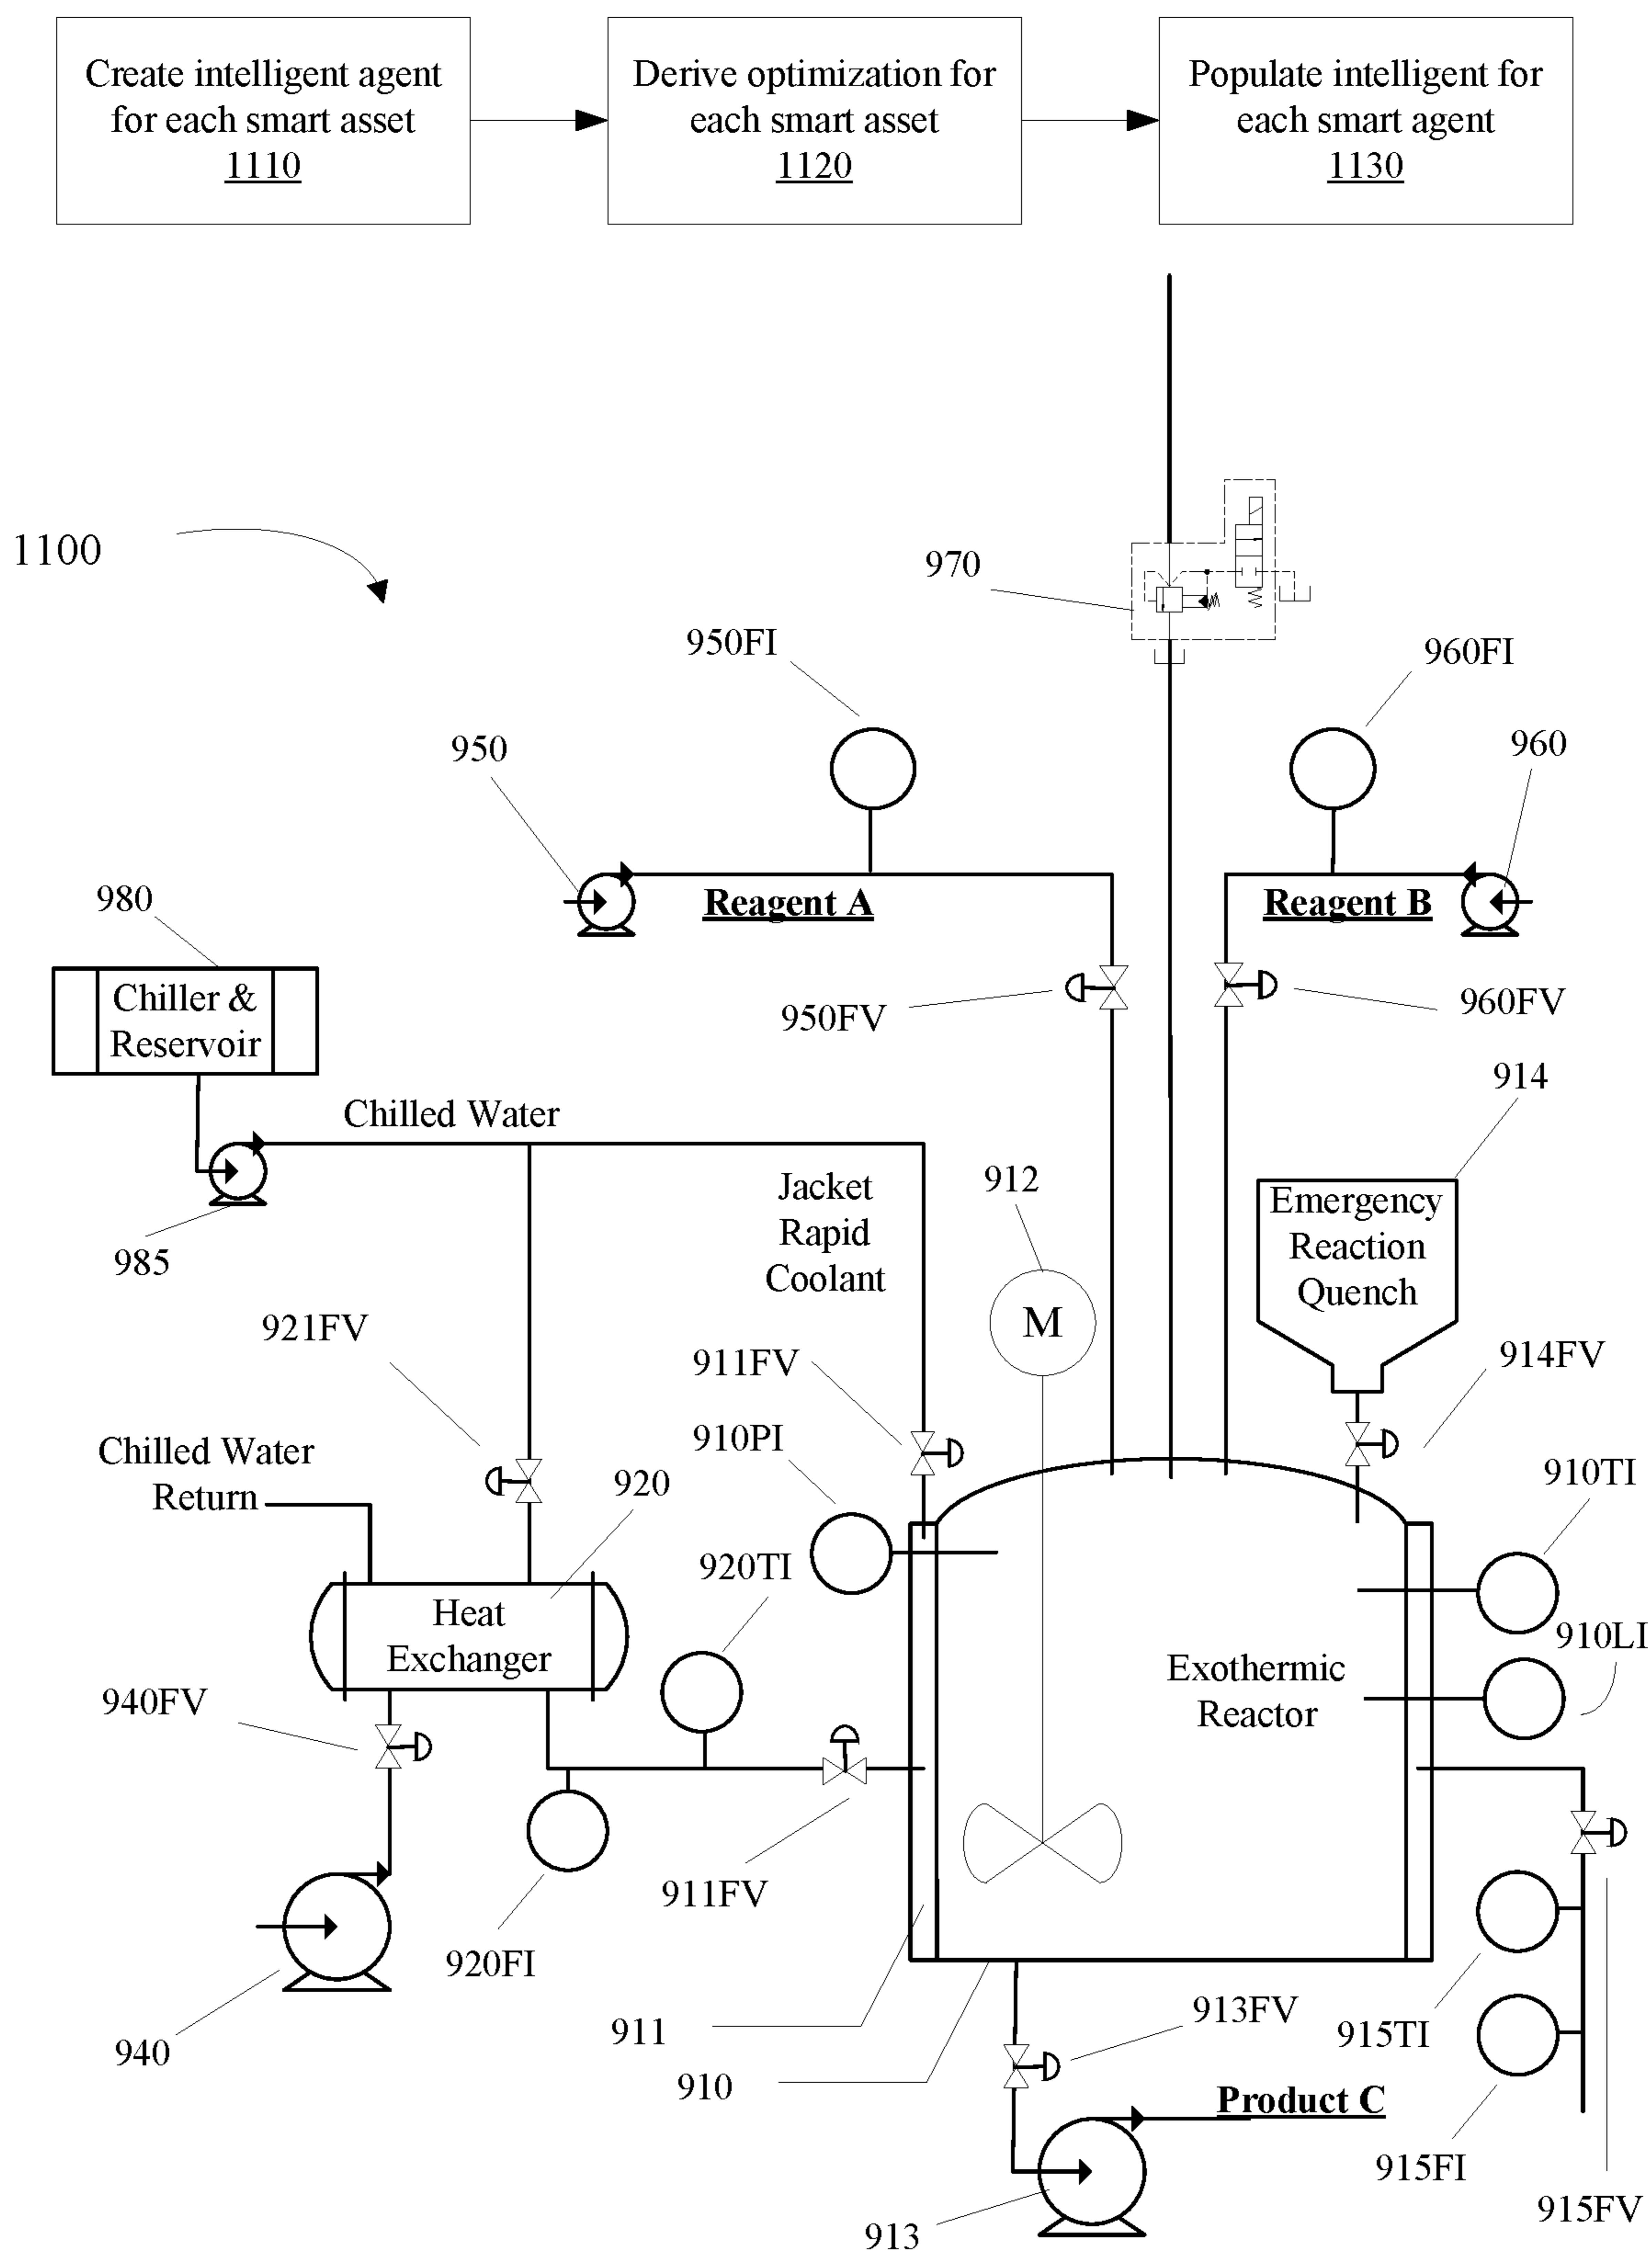 Create intelligent agent
for each smart asset
1110
Derive optimization for
each smart asset
1120
Populate intelligent for
each smart agent
1130
1100
970
950FI
960FI
950
960
Reagent A
Reagent B
980
Chiller &
Reservoir
950FV
960FV
914
Chilled Water
985
Jacket
Rapid
Coolant
912
M
Emergency
Reaction
Quench
921FV
911FV
914FV
910PI
Chilled Water
Return
920
910TI
920TI
Heat
Exchanger
910LI
Exothermic
Reactor
940FV
911FV
920FI
940
911
910
913FV
915TI
Product C
915FI
915FV
913